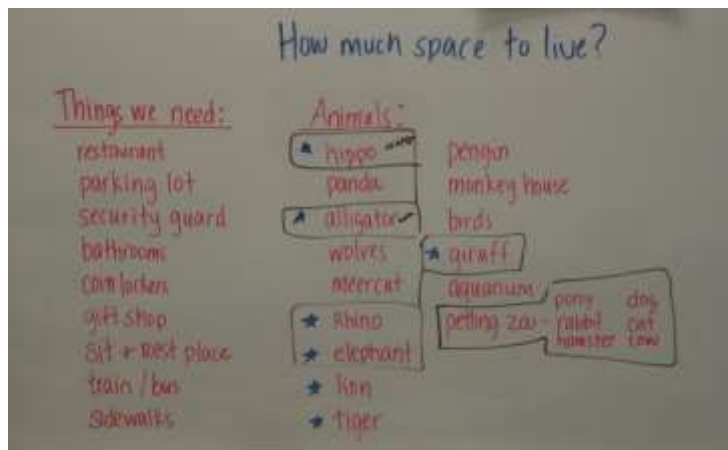 How much space to live?
Things we need:
restaurant
parking lot
security guard
bathrooms
coin lockers
gift shop
sit + Rest place
train / bus
sidewalks
Animals:
hippo
panda
alligator
wolves
meercat
Rhino
elephant
lion
tiger
pengin
monkey house
birds
giraff
aquarium
petting zoo -
pony dog
rabbit cat
hamster cow